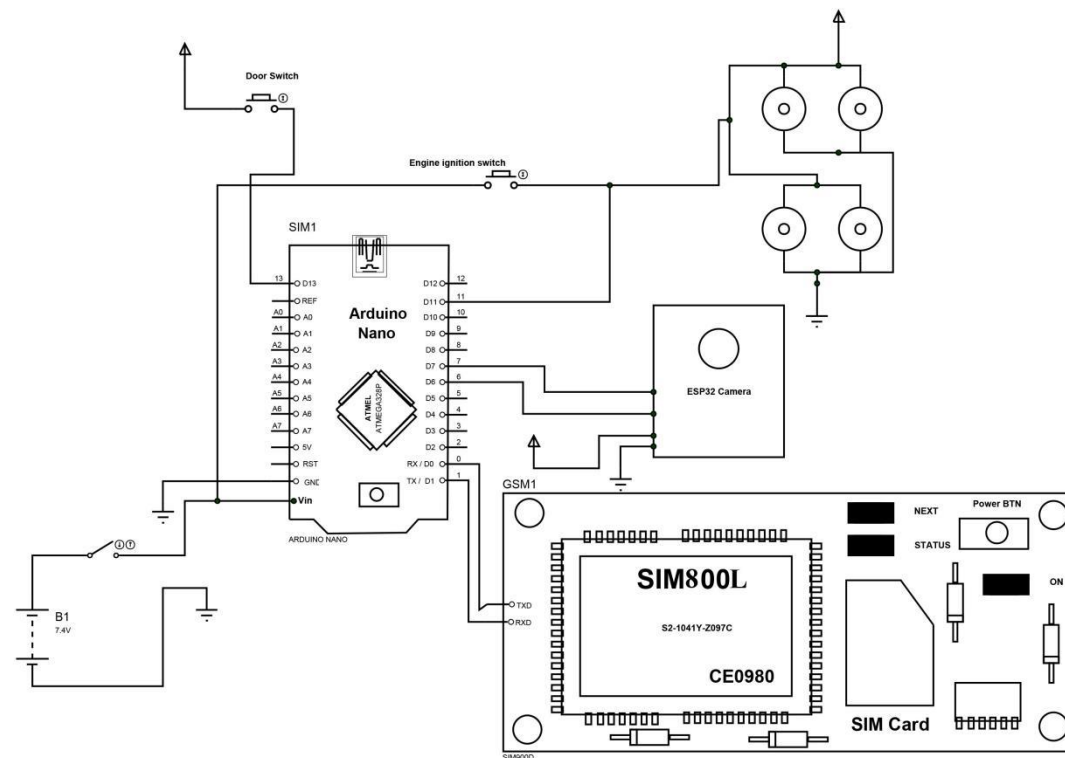 Door Switch
Engine ignition switch
SIM1
13
D13
D12
12
REF
D11
11
A0
A0
D10
10
A1
A1
D9
9
A2
A2
D8
8
A3
A3
D7
7
A4
A4
D6
6
A5
A5
D5
5
A6
A6
D4
4
A7
A7
D3
3
5V
D2
2
RST
RX / D0
0
GND
TX / D1
1
Vin
Arduino
Nano
ATMEL
ATMEGA328P
ARDUINO NANO
ESP32 Camera
B1
7.4V
GSM1
NEXT
STATUS
Power BTN
ON
TXD
RXD
SIM800L
S2-1041Y-Z097C
CE0980
SIM Card
SIM900D